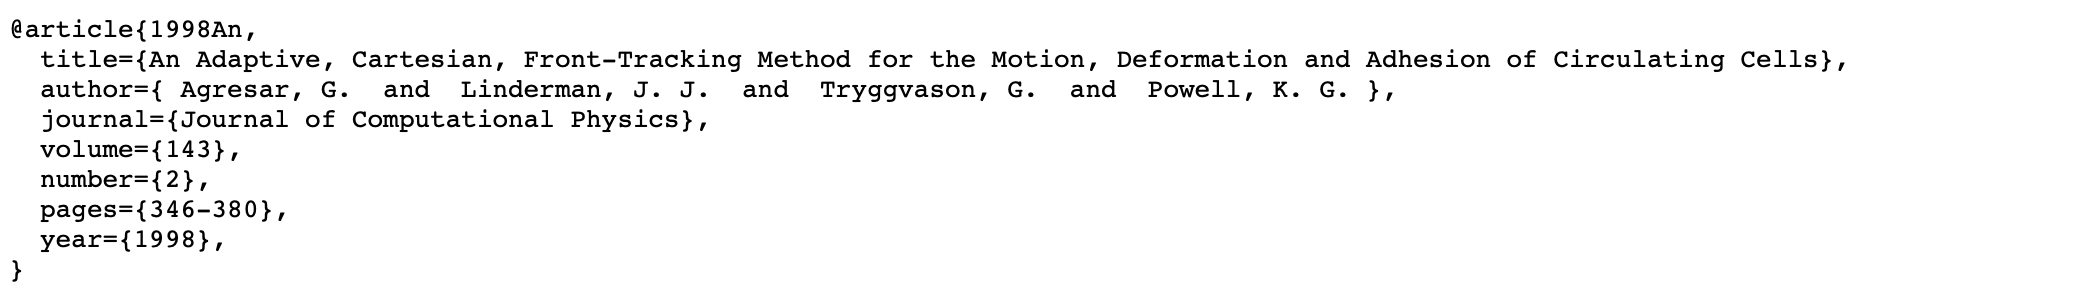 @article{1998An,
  title={An Adaptive, Cartesian, Front-Tracking Method for the Motion, Deformation and Adhesion of Circulating Cells},
  author={ Agresar, G.  and  Linderman, J. J.  and  Tryggvason, G.  and  Powell, K. G. },
  journal={Journal of Computational Physics},
  volume={143},
  number={2},
  pages={346-380},
  year={1998},
}